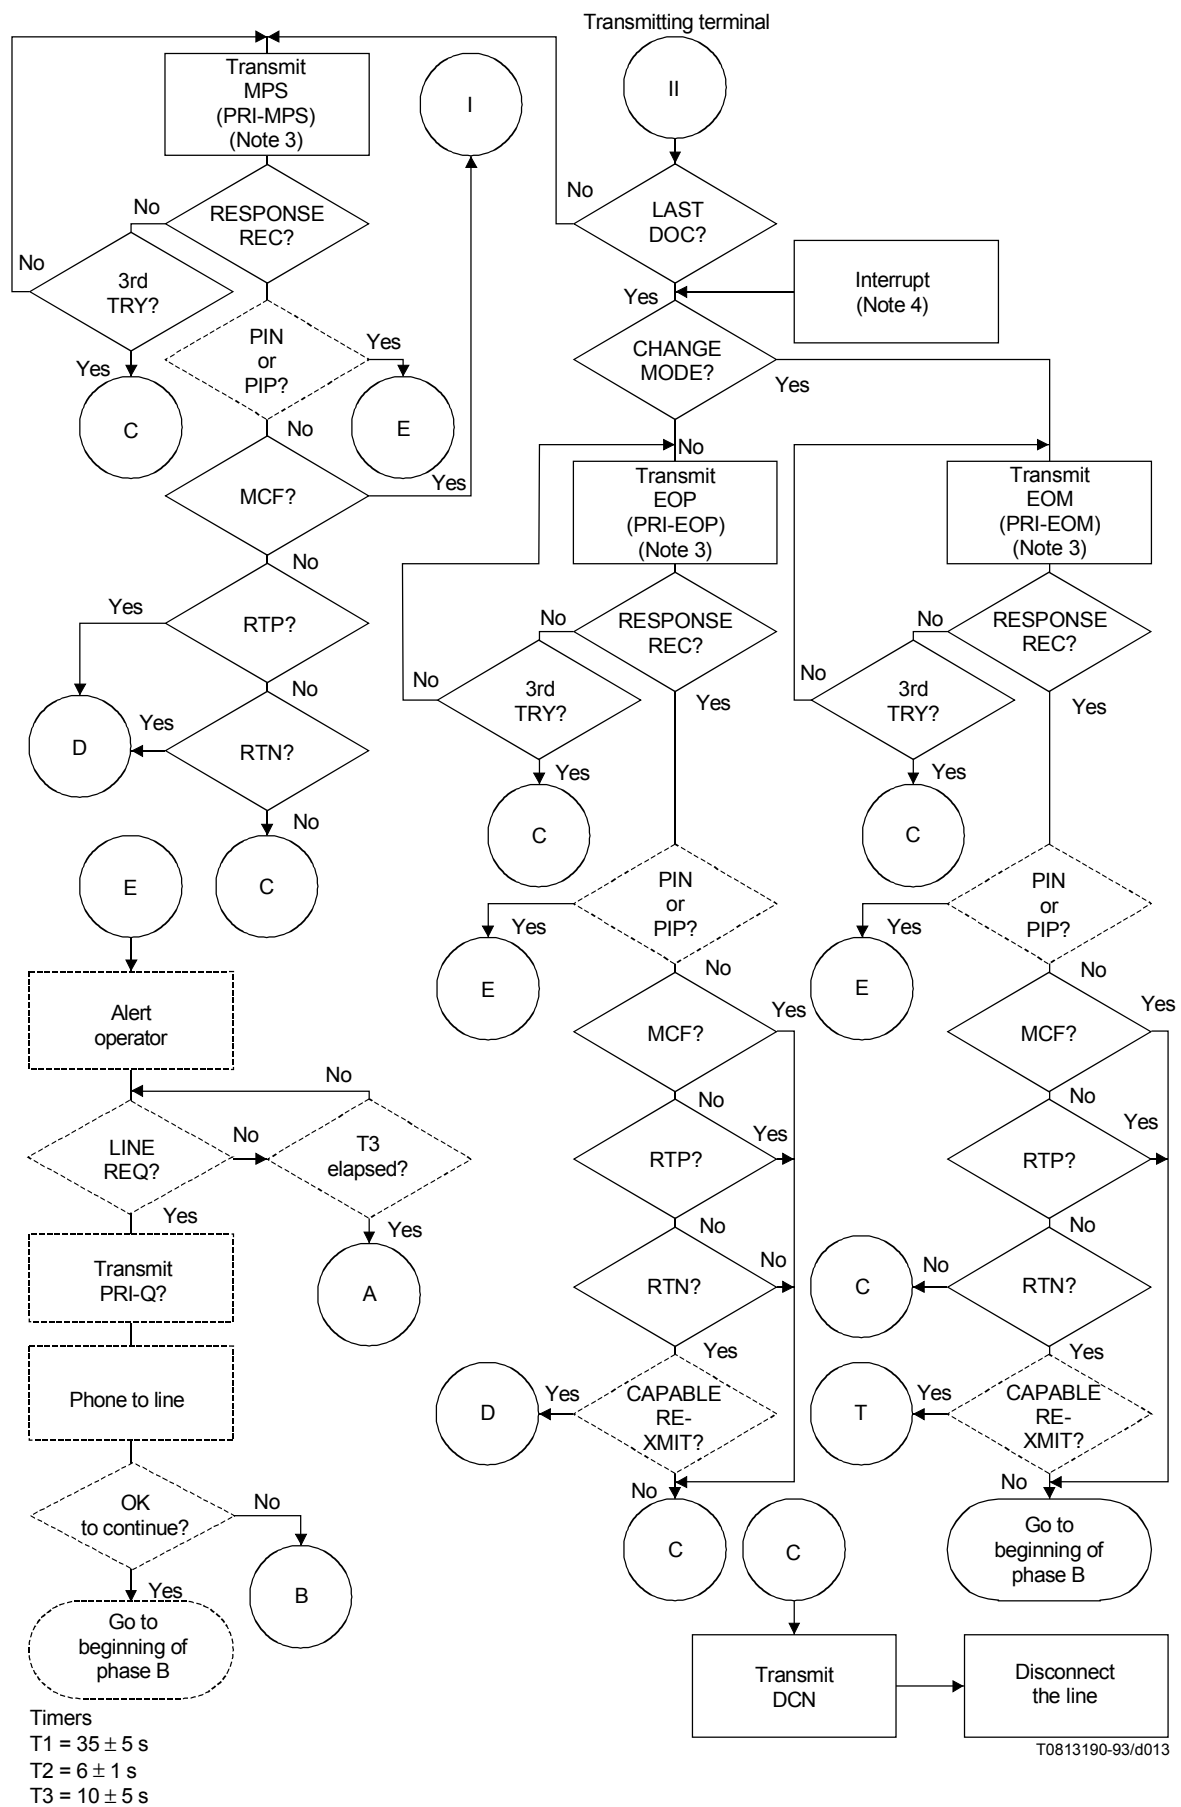 Transmitting terminal
II
Transmit
MPS
(PRI-MPS)
(Note 3)
I
No
LAST
DOC?
No
RESPONSE
REC?
No
3rd
TRY?
Yes
C
PIN
or
PIP?
Yes
E
No
Interrupt
(Note 4)
Yes
CHANGE
MODE?
Yes
No
MCF?
Yes
No
Transmit
EOP
(PRI-EOP)
(Note 3)
Transmit
EOM
(PRI-EOM)
(Note 3)
Yes
RTP?
No
D
Yes
RTN?
No
C
No
RESPONSE
REC?
No
3rd
TRY?
Yes
Yes
C
No
RESPONSE
REC?
No
3rd
TRY?
Yes
Yes
C
PIN
or
PIP?
Yes
E
No
PIN
or
PIP?
Yes
E
No
E
Alert
operator
No
LINE
REQ?
No
T3
elapsed?
Yes
Yes
A
Transmit
PRI-Q?
Phone to line
OK
to continue?
No
B
Yes
Go to
beginning of
phase B
MCF?
Yes
No
RTP?
Yes
No
RTN?
No
Yes
CAPABLE
RE-
XMIT?
Yes
D
No
C
MCF?
Yes
No
RTP?
Yes
No
RTN?
No
C
Yes
CAPABLE
RE-
XMIT?
Yes
T
No
Go to
beginning of
phase B
C
Transmit
DCN
Disconnect
the line
T0813190-93/d013
Timers
T1 = 35 ± 5 s
T2 = 6 ± 1 s
T3 = 10 ± 5 s